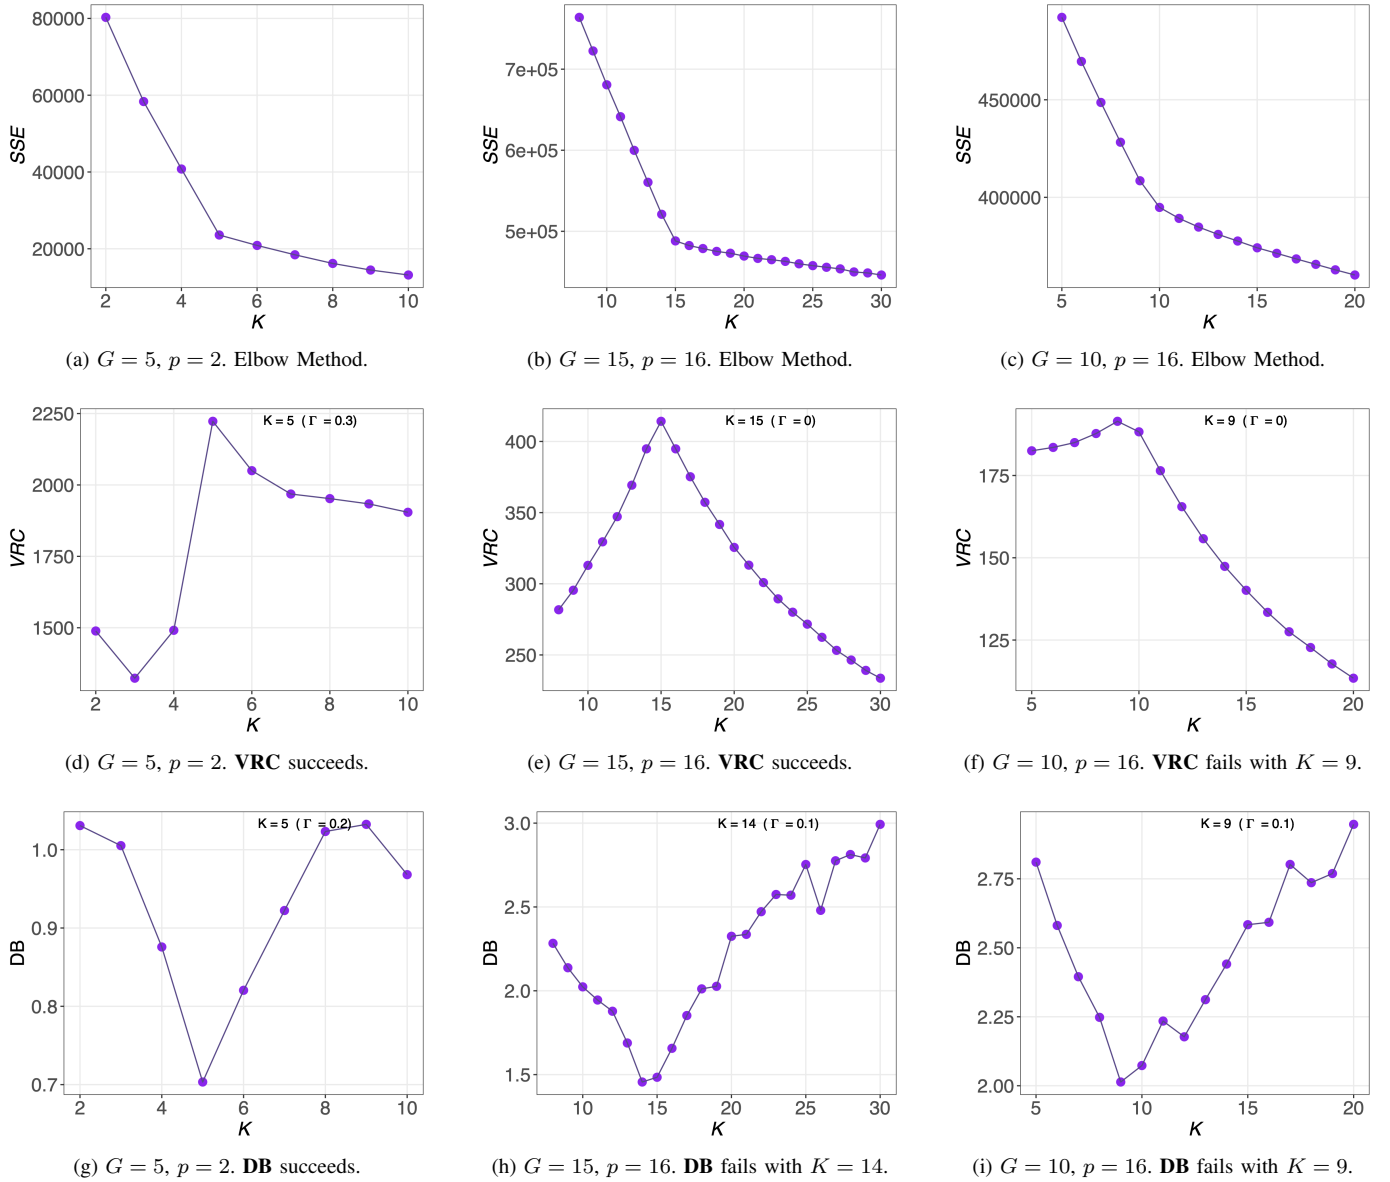 80000
60000
40000
20000
SSE
2 4 6 8 10
K
(a) G = 5, p = 2. Elbow Method.
7e+05
6e+05
5e+05
SSE
10 15 20 25 30
K
(b) G = 15, p = 16. Elbow Method.
450000
400000
SSE
5 10 15 20
K
(c) G = 10, p = 16. Elbow Method.
K = 5 ( Γ = 0.3)
2250
2000
1750
1500
VRC
2 4 6 8 10
K
(d) G = 5, p = 2. VRC succeeds.
K = 15 ( Γ = 0)
400
350
300
250
VRC
10 15 20 25 30
K
(e) G = 15, p = 16. VRC succeeds.
K = 9 ( Γ = 0)
175
150
125
VRC
5 10 15 20
K
(f) G = 10, p = 16. VRC fails with K = 9.
K = 5 ( Γ = 0.2)
1.0
0.9
0.8
0.7
DB
2 4 6 8 10
K
(g) G = 5, p = 2. DB succeeds.
K = 14 ( Γ = 0.1)
3.0
2.5
2.0
1.5
DB
10 15 20 25 30
K
(h) G = 15, p = 16. DB fails with K = 14.
K = 9 ( Γ = 0.1)
2.75
2.50
2.25
2.00
DB
5 10 15 20
K
(i) G = 10, p = 16. DB fails with K = 9.